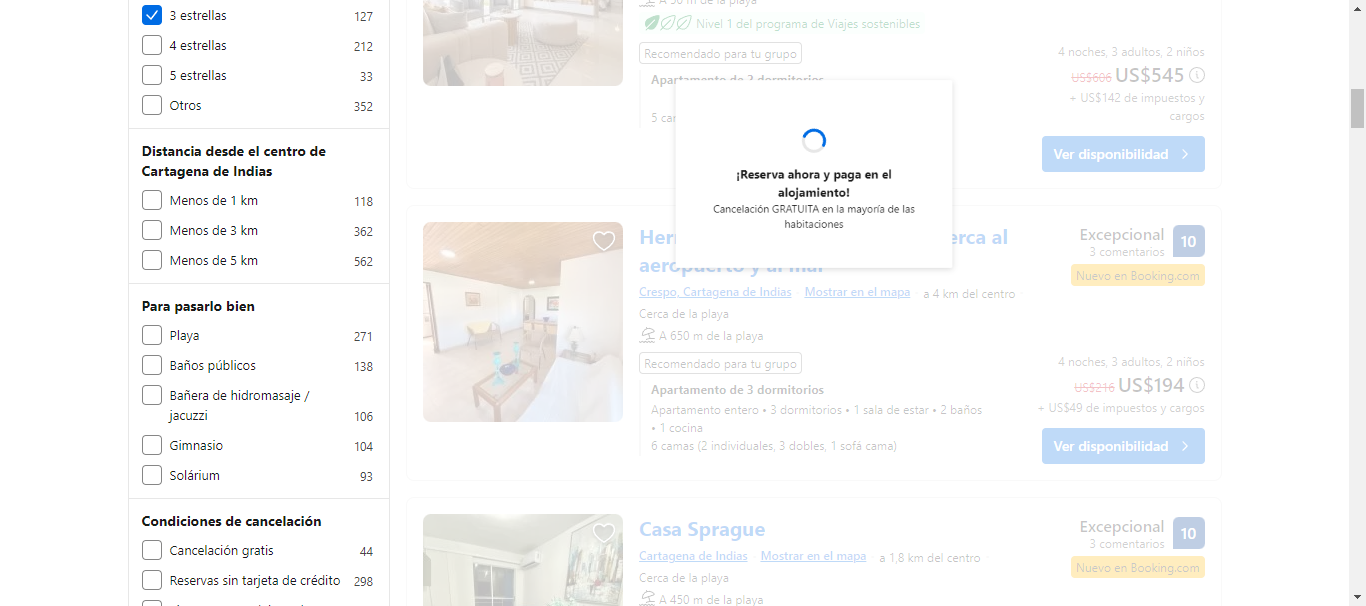 3 estrellas 127
4 estrellas 212
5 estrellas 33
Otros 352
Distancia desde el centro de
Cartagena de Indias
Menos de 1 km 118
Menos de 3 km 362
Menos de 5 km 562
Para pasarlo bien
Playa 271
Baños públicos 138
Bañera de hidromasaje /
jacuzzi 106
Gimnasio 104
Solárium 93
Condiciones de cancelación
Cancelación gratis 44
Reservas sin tarjeta de crédito 298
A 50 m de la playa
Nivel 1 del programa de Viajes sostenibles
Recomendado para tu grupo
Apartamento de 2 dormitorios
5
4 noches, 3 adultos, 2 niños
US$606 US$545
+ US$142 de impuestos y
cargos
Ver disponibilidad
¡Reserva ahora y paga en el
alojamiento!
Cancelación GRATUITA en la mayoría de las
habitaciones
erca al
aeropuerto y al mar
Crespo, Cartagena de Indias Mostrar en el mapa a 4 km del centro
Cerca de la playa
A 650 m de la playa
Recomendado para tu grupo
Apartamento de 3 dormitorios
Apartamento entero • 3 dormitorios • 1 sala de estar • 2 baños
• 1 cocina
6 camas (2 individuales, 3 dobles, 1 sofá cama)
Excepcional 10
3 comentarios
Nuevo en Booking.com
4 noches, 3 adultos, 2 niños
US$216 US$194
+ US$49 de impuestos y cargos
Ver disponibilidad
Casa Sprague
Cartagena de Indias Mostrar en el mapa a 1,8 km del centro
Cerca de la playa
A 450 m de la playa
Excepcional 10
3 comentarios
Nuevo en Booking.com